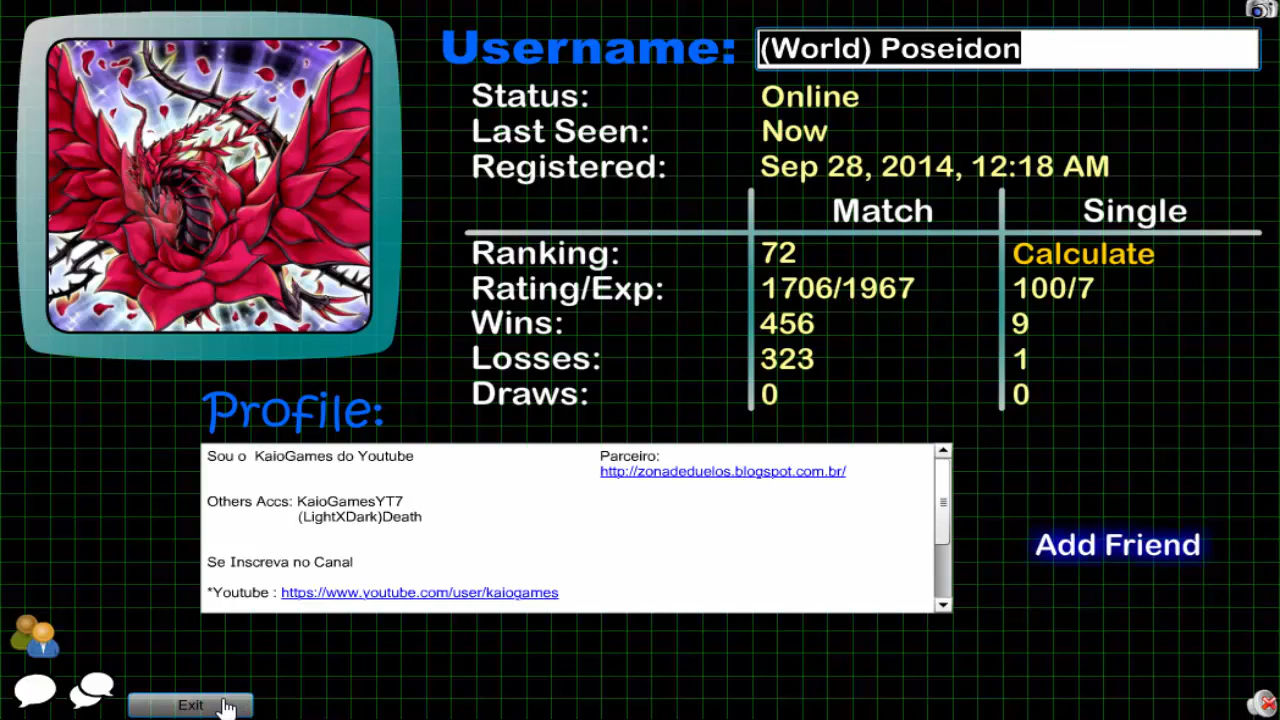 Username: (World) Poseidon
Status: Online
Last Seen: Now
Registered: Sep 28, 2014, 12:18 AM
Match Single
Ranking: 72 Calculate
Rating/Exp: 1706/1967 100/7
Wins: 456 9
Losses: 323 1
Draws: 0 0
Profile:
Sou o KaioGames do Youtube Parceiro:
http://zonadeduelos.blogspot.com.br/
Others Accs: KaioGamesYT7
(LightXDark)Death
Se Inscreva no Canal
*Youtube : https://www.youtube.com/user/kaiogames
Add Friend
Exit